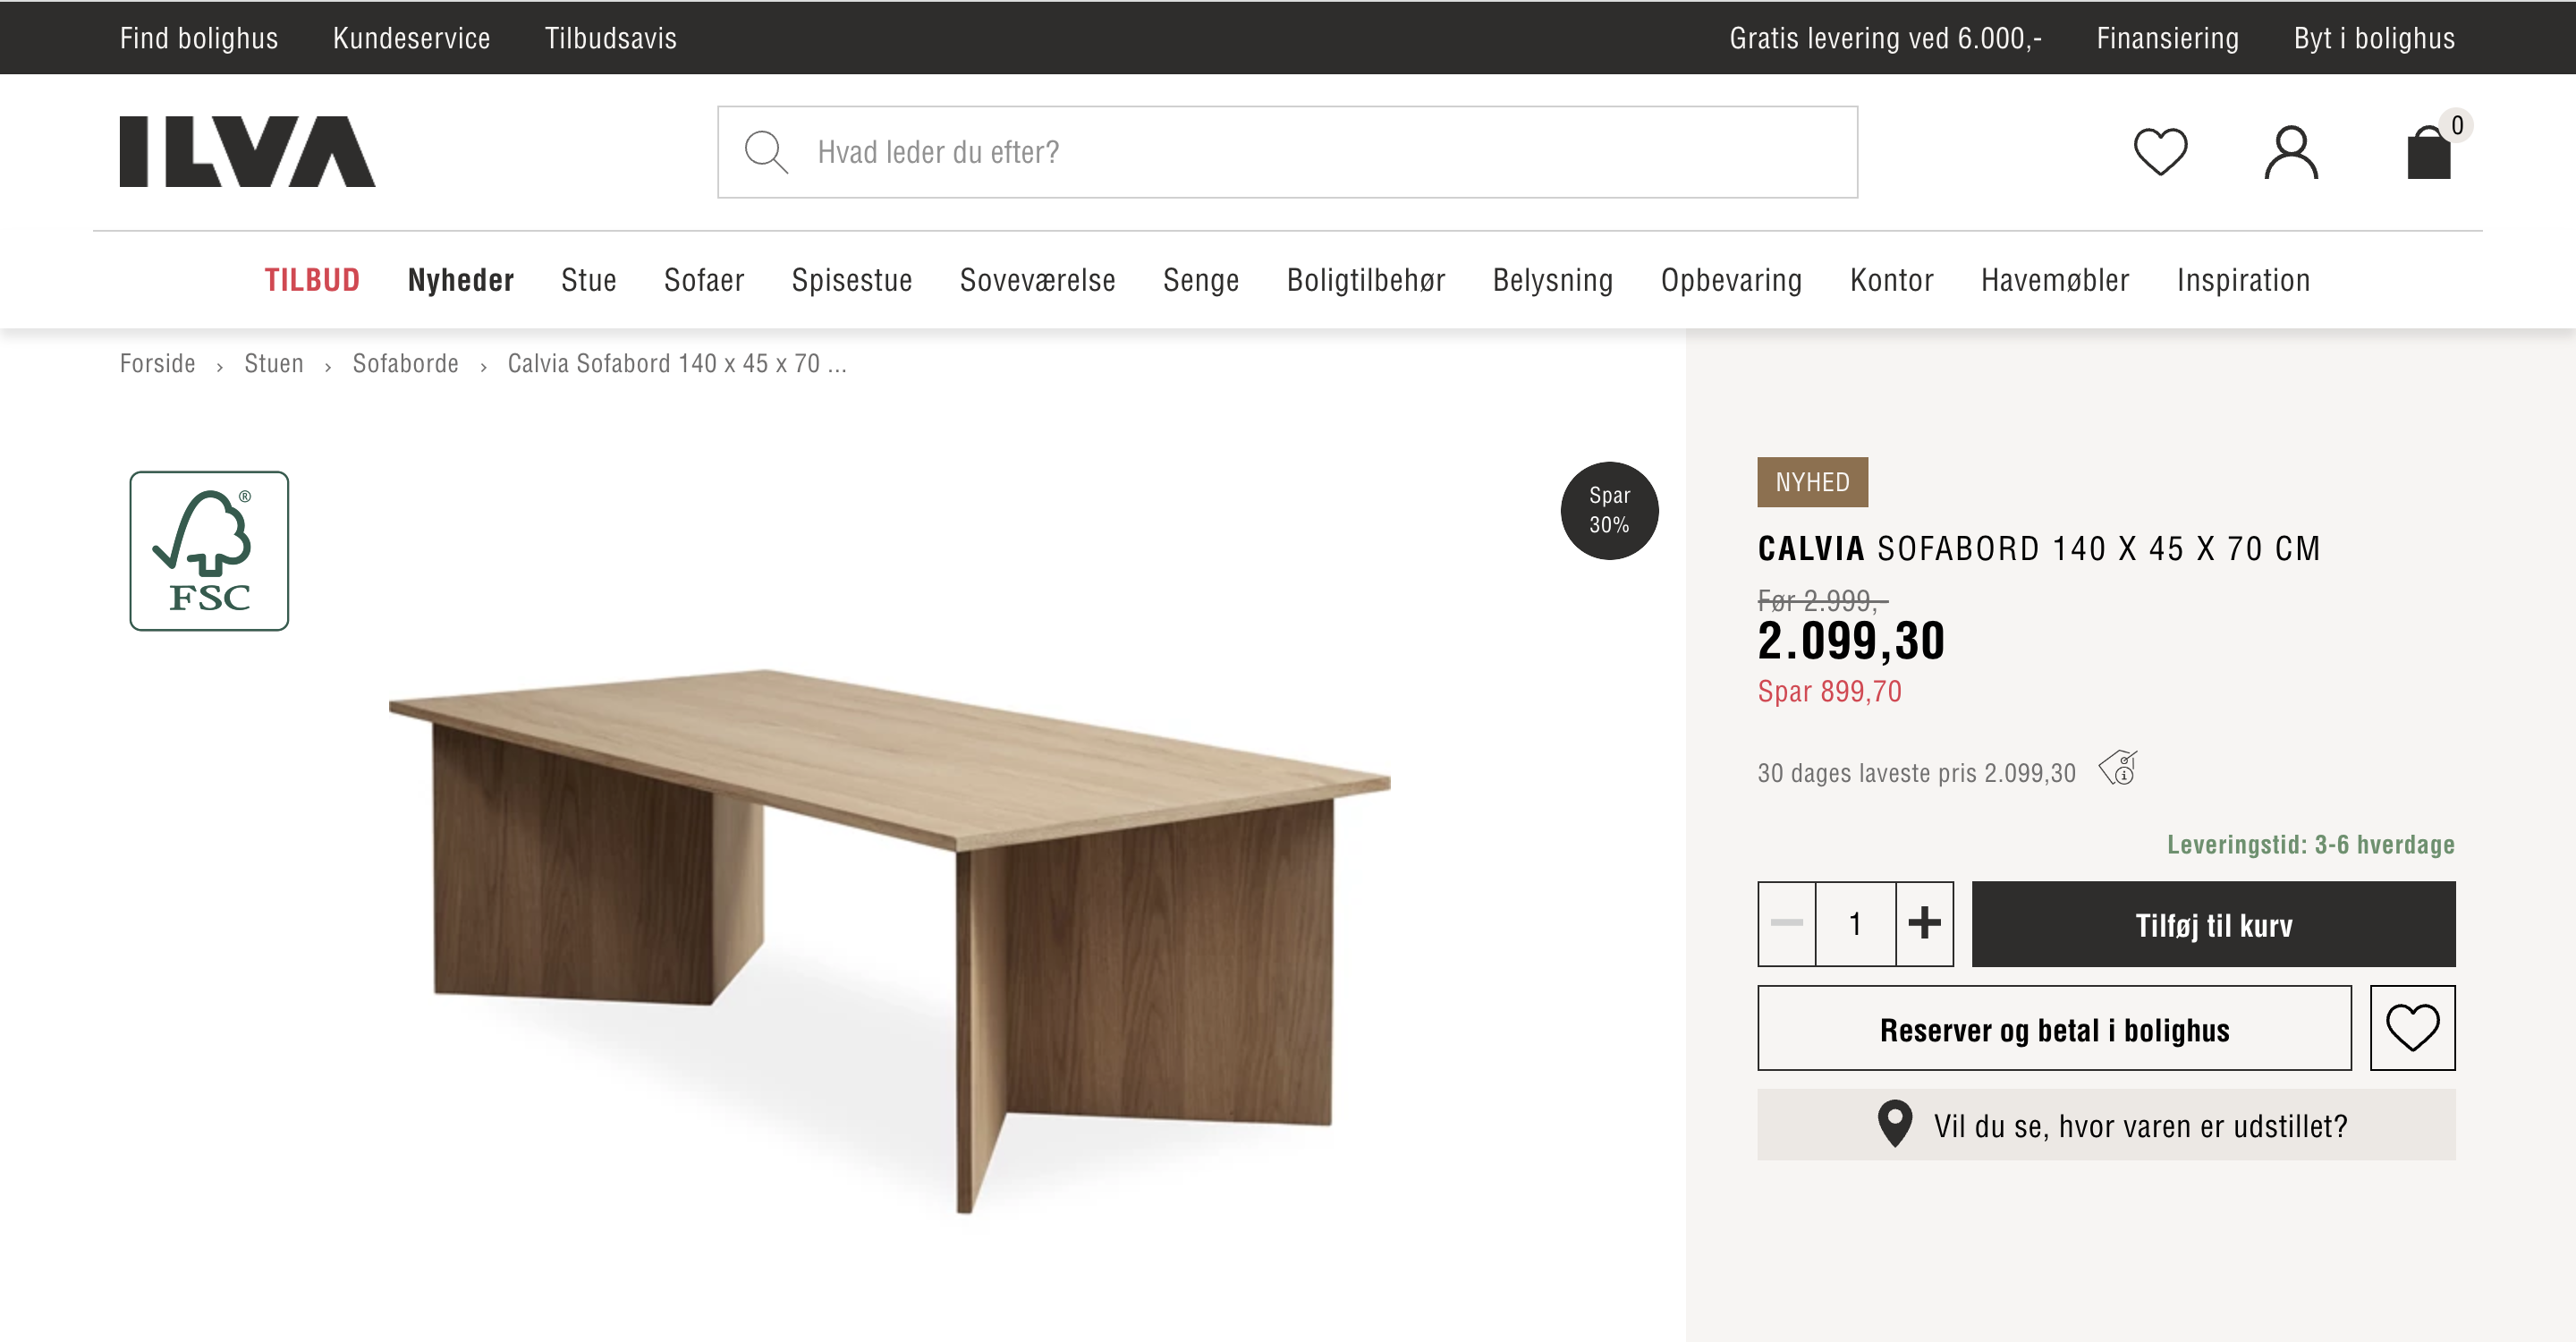 Find bolighus
Kundeservice
Tilbudsavis
Gratis levering ved 6.000,-
Finansiering
Byt i bolighus
ILVA
Hvad leder du efter?
0
TILBUD
Nyheder
Stue
Sofaer
Spisestue
Soveværelse
Senge
Boligtilbehør
Belysning
Opbevaring
Kontor
Havemøbler
Inspiration
Forside › Stuen › Sofaborde › Calvia Sofabord 140 x 45 x 70 ...
®
FSC
Spar
30%
NYHED
CALVIA SOFABORD 140 X 45 X 70 CM
Før 2.999,-
2.099,30
Spar 899,70
30 dages laveste pris 2.099,30
Leveringstid: 3-6 hverdage
1
Tilføj til kurv
Reserver og betal i bolighus
Vil du se, hvor varen er udstillet?